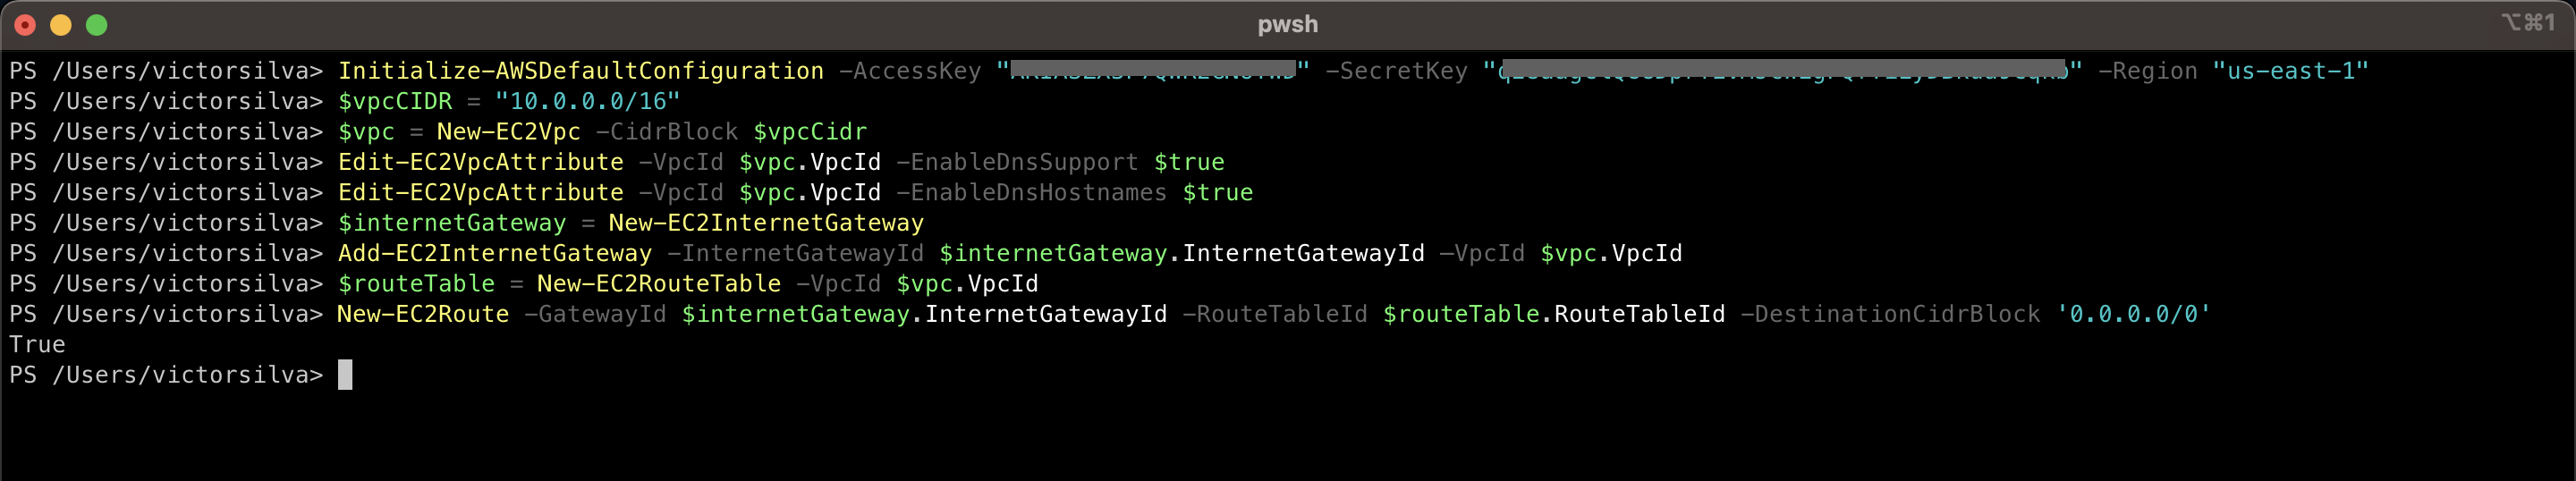 pwsh
⌥⌘1
PS /Users/victorsilva> Initialize-AWSDefaultConfiguration -AccessKey "" -SecretKey "" -Region "us-east-1"
PS /Users/victorsilva> $vpcCIDR = "10.0.0.0/16"
PS /Users/victorsilva> $vpc = New-EC2Vpc -CidrBlock $vpcCidr
PS /Users/victorsilva> Edit-EC2VpcAttribute -VpcId $vpc.VpcId -EnableDnsSupport $true
PS /Users/victorsilva> Edit-EC2VpcAttribute -VpcId $vpc.VpcId -EnableDnsHostnames $true
PS /Users/victorsilva> $internetGateway = New-EC2InternetGateway
PS /Users/victorsilva> Add-EC2InternetGateway -InternetGatewayId $internetGateway.InternetGatewayId -VpcId $vpc.VpcId
PS /Users/victorsilva> $routeTable = New-EC2RouteTable -VpcId $vpc.VpcId
PS /Users/victorsilva> New-EC2Route -GatewayId $internetGateway.InternetGatewayId -RouteTableId $routeTable.RouteTableId -DestinationCidrBlock '0.0.0.0/0'
True
PS /Users/victorsilva>